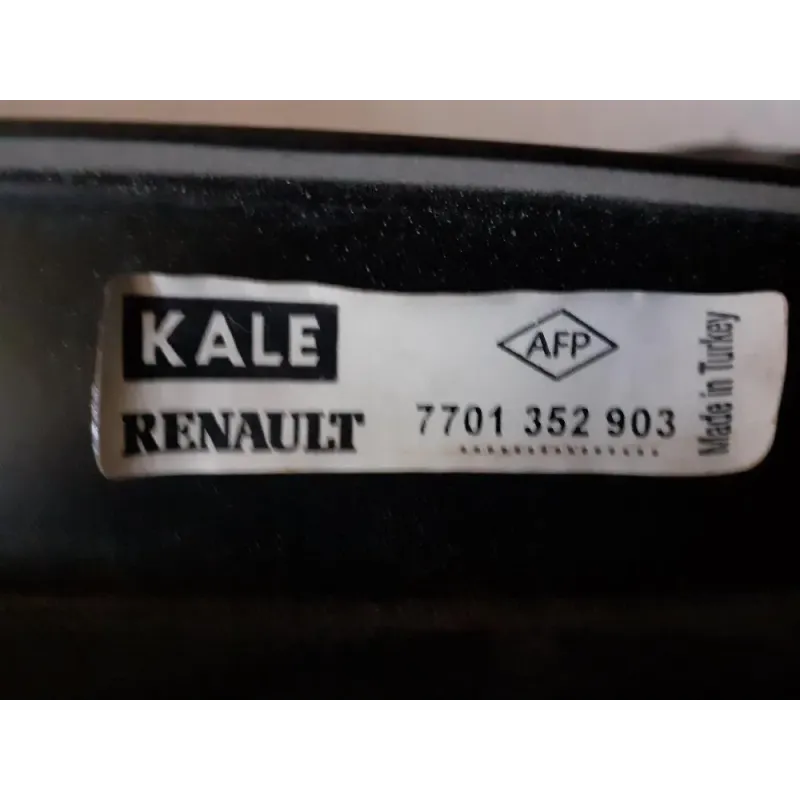 KALE
AFP
RENAULT 7701 352 903
Made in Turkey